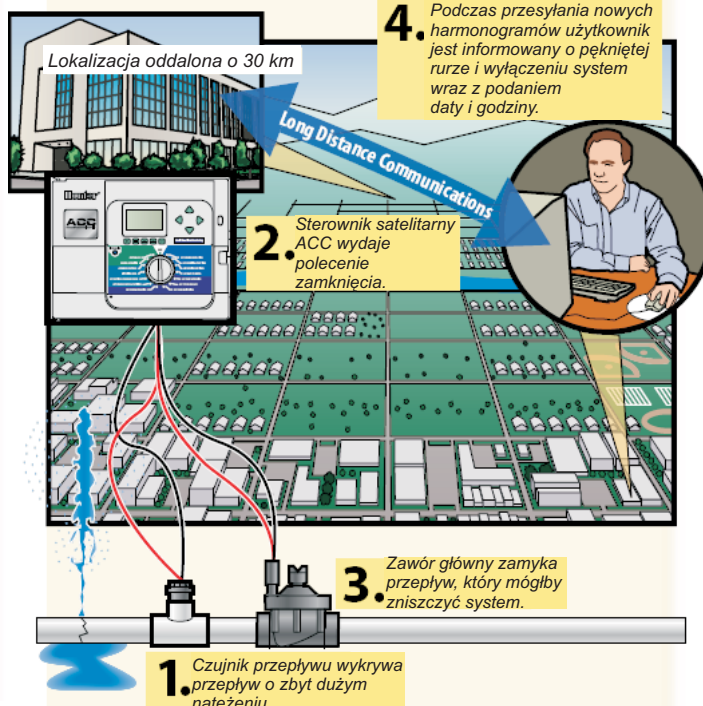 4. Podczas przesyłania nowych
harmonogramów użytkownik
jest informowany o pękniętej
rurze i wyłączeniu system
wraz z podaniem
daty i godziny.
Lokalizacja oddalona o 30 km
Long Distance Communications
Hunter
ACC
2. Sterownik satelitarny
ACC wydaje
polecenie
zamknięcia.
3. Zawór główny zamyka
przepływ, który mógłby
zniszczyć system.
1. Czujnik przepływu wykrywa
przepływ o zbyt dużym
natężeniu